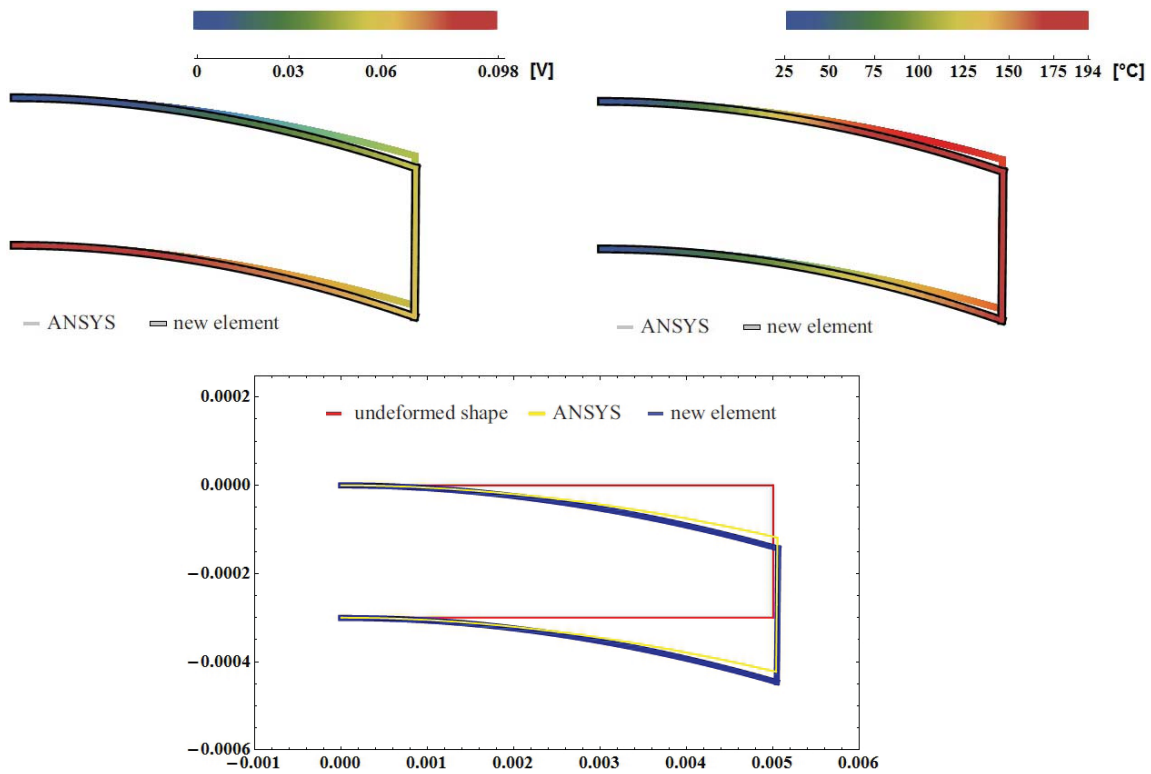 0 0.03 0.06 0.098 [V]
ANSYS new element
25 50 75 100 125 150 175 194 [°C]
ANSYS new element
undeformed shape ANSYS new element
0.0002
0.0000
−0.0002
−0.0004
−0.0006
−0.001 0.000 0.001 0.002 0.003 0.004 0.005 0.006